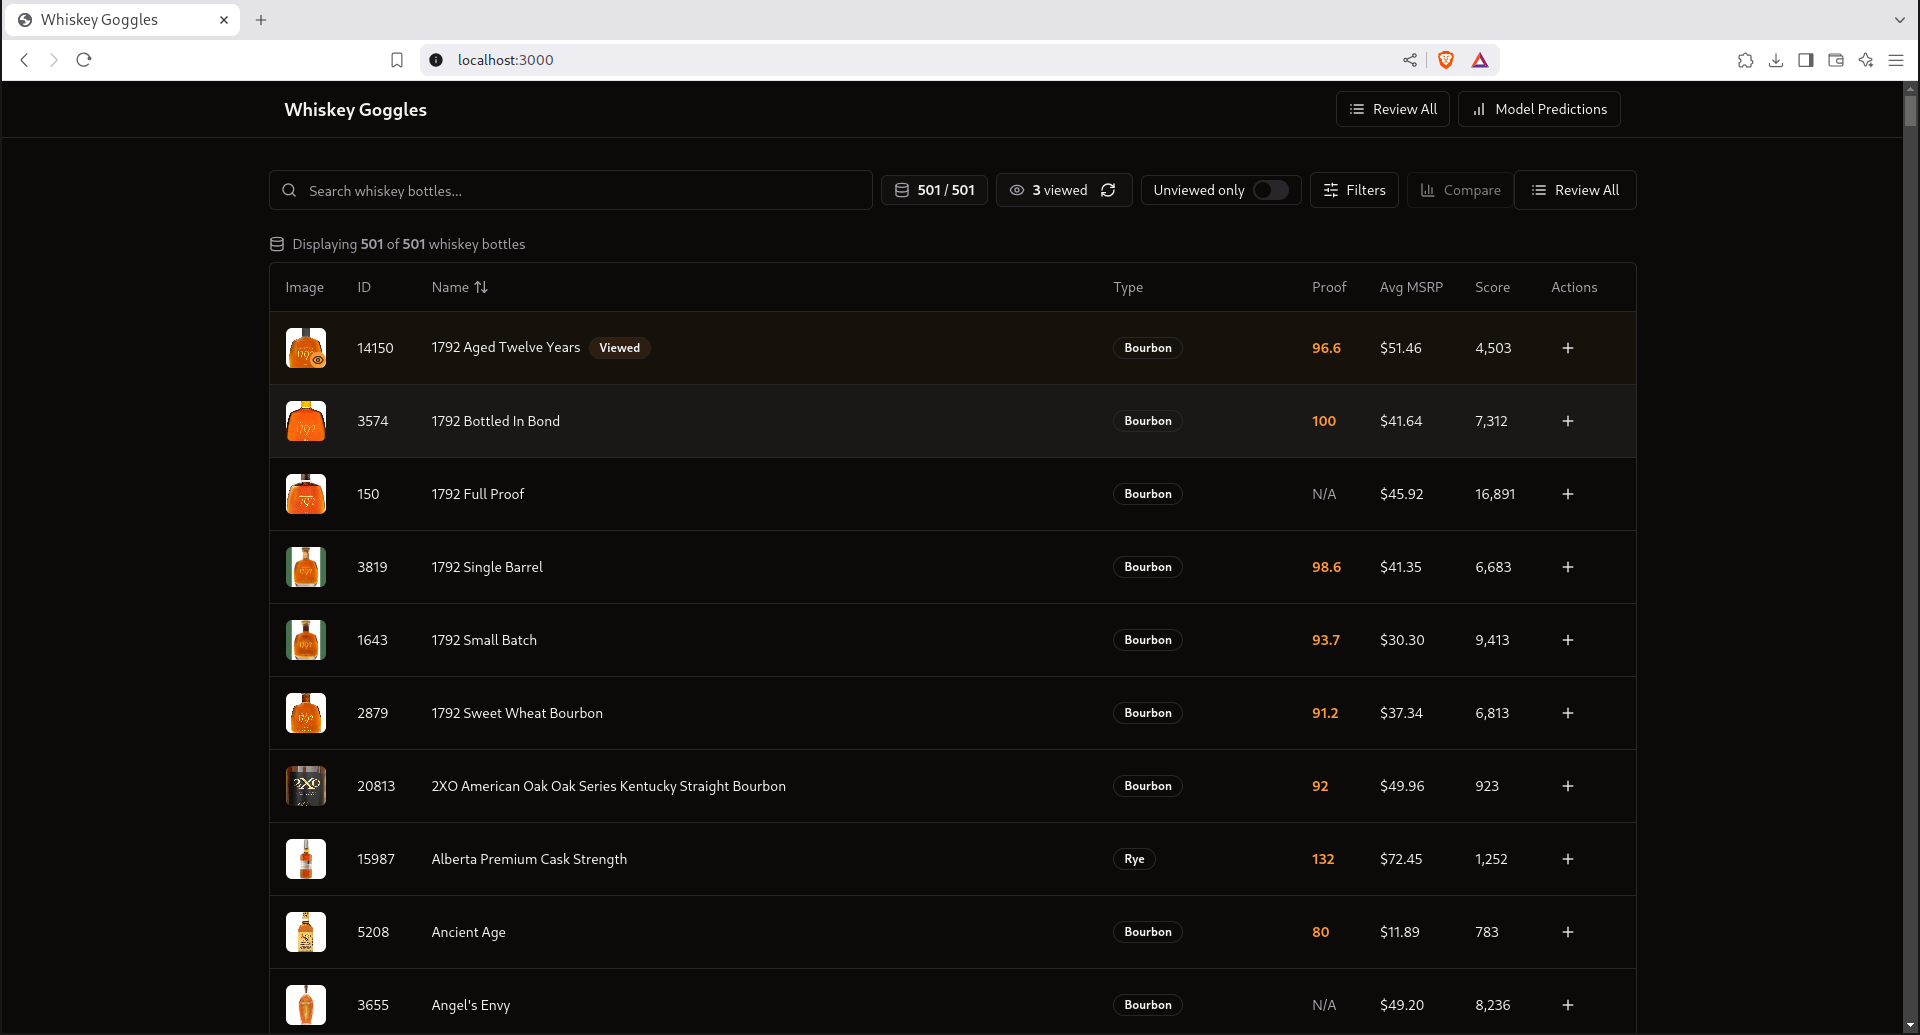 Whiskey Goggles
localhost:3000
Whiskey Goggles
Review All
Model Predictions
Search whiskey bottles...
501 / 501
3 viewed
Unviewed only
Filters
Compare
Review All
Displaying 501 of 501 whiskey bottles
Image ID Name Type Proof Avg MSRP Score Actions
14150 1792 Aged Twelve Years Viewed Bourbon 96.6 $51.46 4,503 +
3574 1792 Bottled In Bond Bourbon 100 $41.64 7,312 +
150 1792 Full Proof Bourbon N/A $45.92 16,891 +
3819 1792 Single Barrel Bourbon 98.6 $41.35 6,683 +
1643 1792 Small Batch Bourbon 93.7 $30.30 9,413 +
2879 1792 Sweet Wheat Bourbon Bourbon 91.2 $37.34 6,813 +
20813 2XO American Oak Oak Series Kentucky Straight Bourbon Bourbon 92 $49.96 923 +
15987 Alberta Premium Cask Strength Rye 132 $72.45 1,252 +
5208 Ancient Age Bourbon 80 $11.89 783 +
3655 Angel's Envy Bourbon N/A $49.20 8,236 +